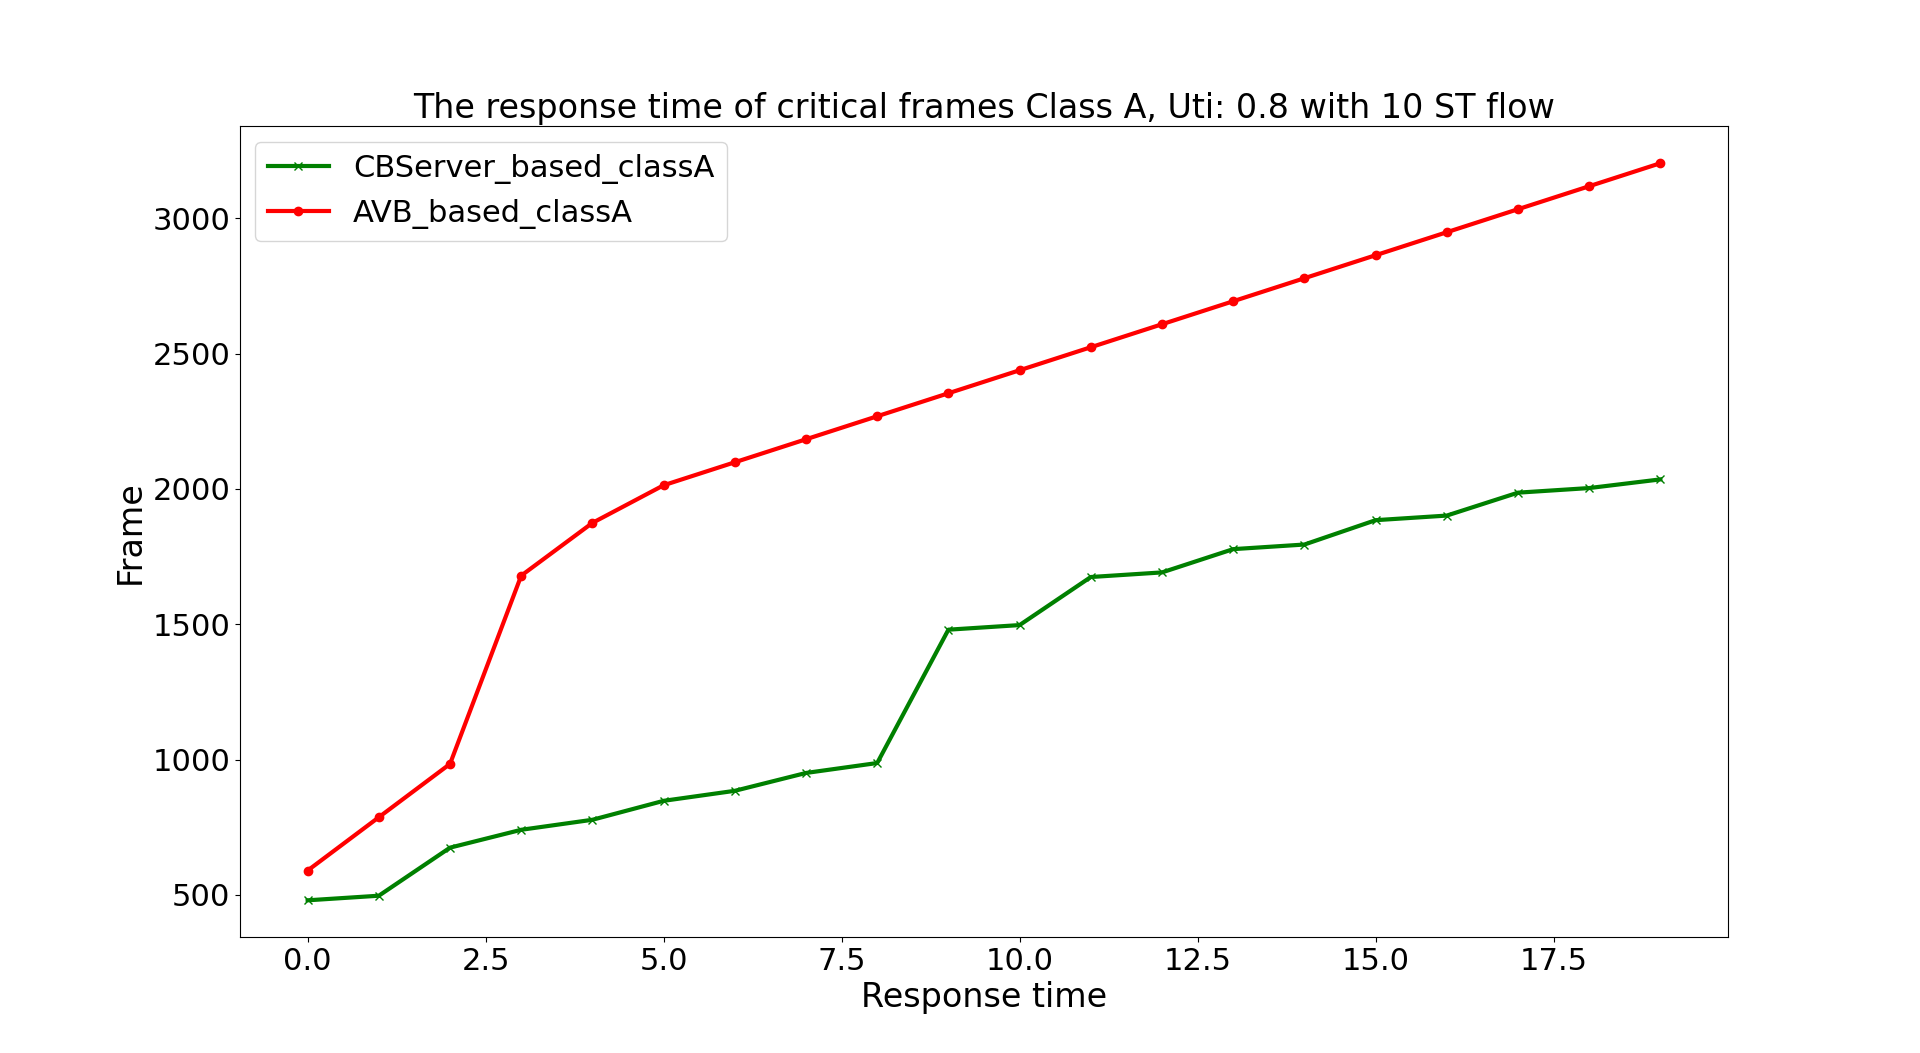 The response time of critical frames Class A, Uti: 0.8 with 10 ST flow
CBServer_based_classA
AVB_based_classA
3000
2500
2000
1500
1000
500
Frame
0.0 2.5 5.0 7.5 10.0 12.5 15.0 17.5
Response time